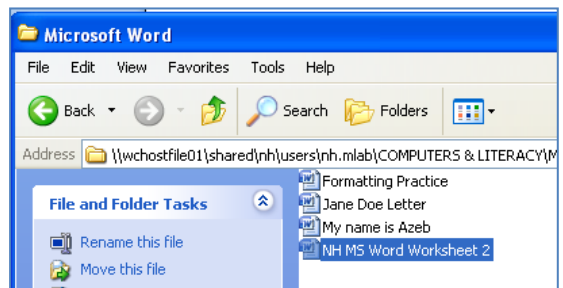 Microsoft Word
File Edit View Favorites Tools Help
Back Search Folders
Address \\wchostfile01\shared\nh\users\nh.mlab\COMPUTERS & LITERACY\M
File and Folder Tasks
Rename this file
Move this file
Formatting Practice
Jane Doe Letter
My name is Azeb
NH MS Word Worksheet 2